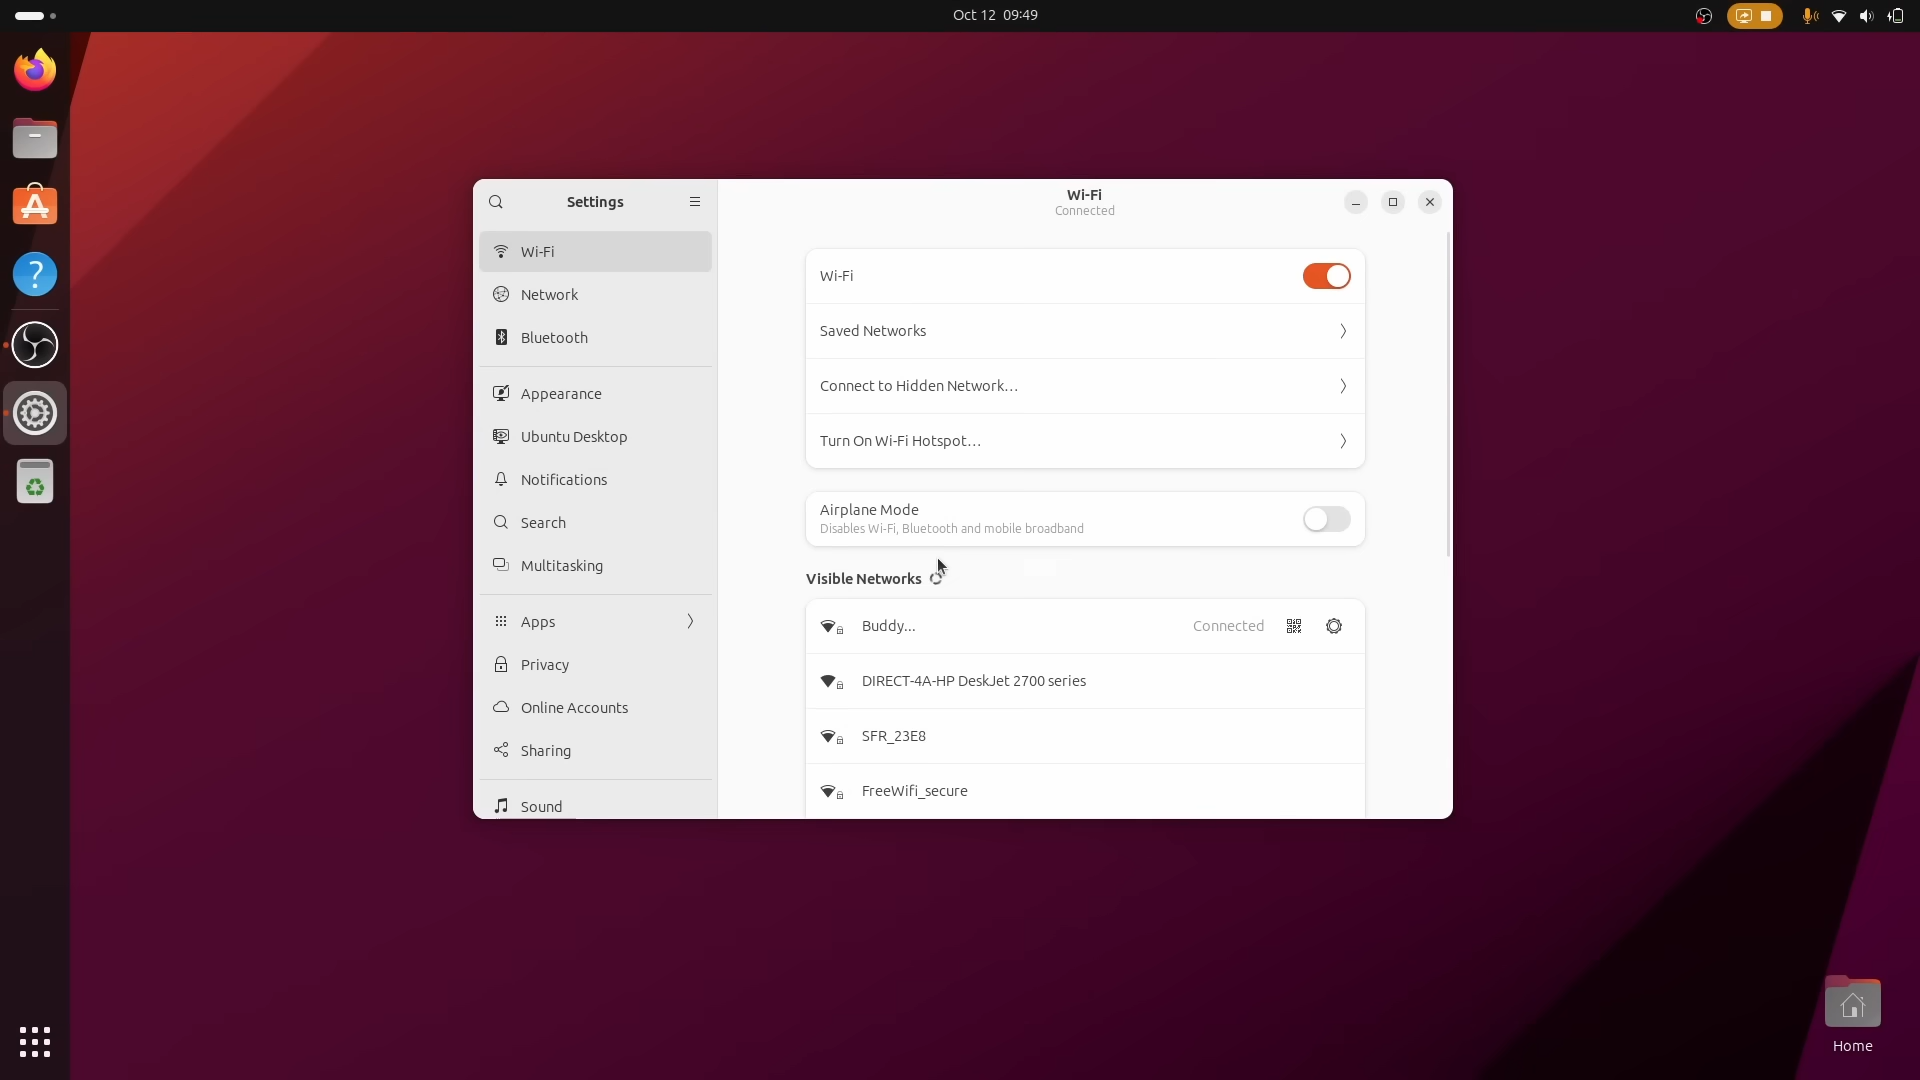 Oct 12  09:49
Settings
Wi-Fi
Network
Bluetooth
Appearance
Ubuntu Desktop
Notifications
Search
Multitasking
Apps
Privacy
Online Accounts
Sharing
Sound
Wi-Fi
Connected
Wi-Fi
Saved Networks
Connect to Hidden Network…
Turn On Wi-Fi Hotspot…
Airplane Mode
Disables Wi-Fi, Bluetooth and mobile broadband
Visible Networks
Buddy... Connected
DIRECT-4A-HP DeskJet 2700 series
SFR_23E8
FreeWifi_secure
Home